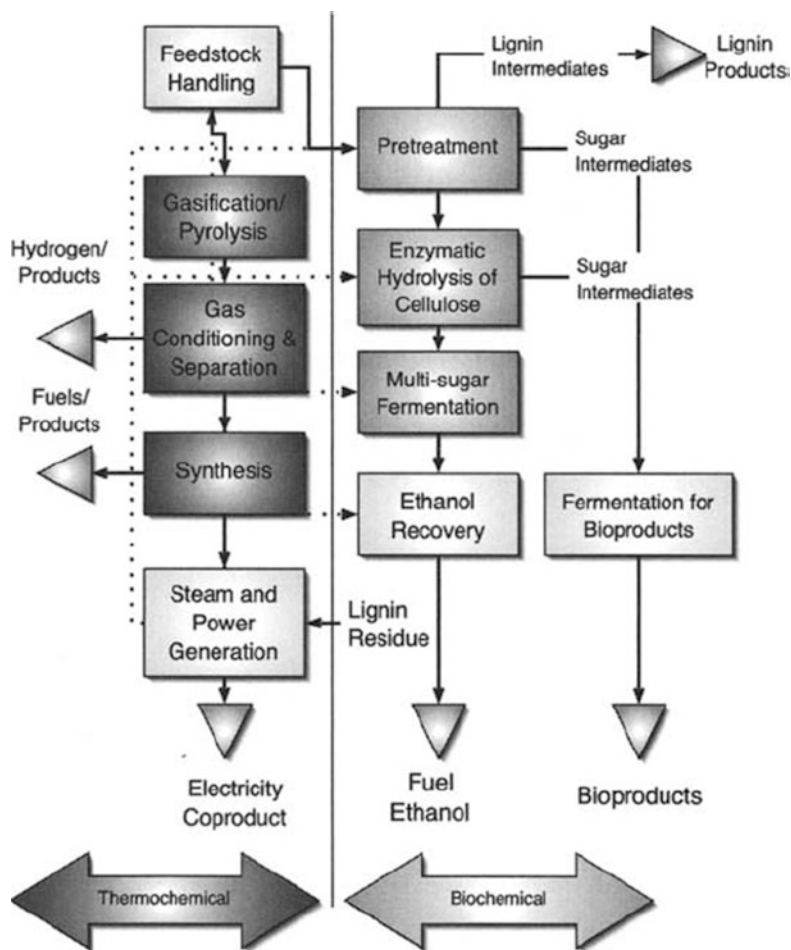 Feedstock
Handling
Lignin
Intermediates
Lignin
Products
Pretreatment
Sugar
Intermediates
Gasification/
Pyrolysis
Hydrogen/
Products
Enzymatic
Hydrolysis of
Cellulose
Sugar
Intermediates
Gas
Conditioning &
Separation
Fuels/
Products
Multi-sugar
Fermentation
Synthesis
Ethanol
Recovery
Fermentation for
Bioproducts
Steam and
Power
Generation
Lignin
Residue
Electricity
Coproduct
Fuel
Ethanol
Bioproducts
Thermochemical
Biochemical